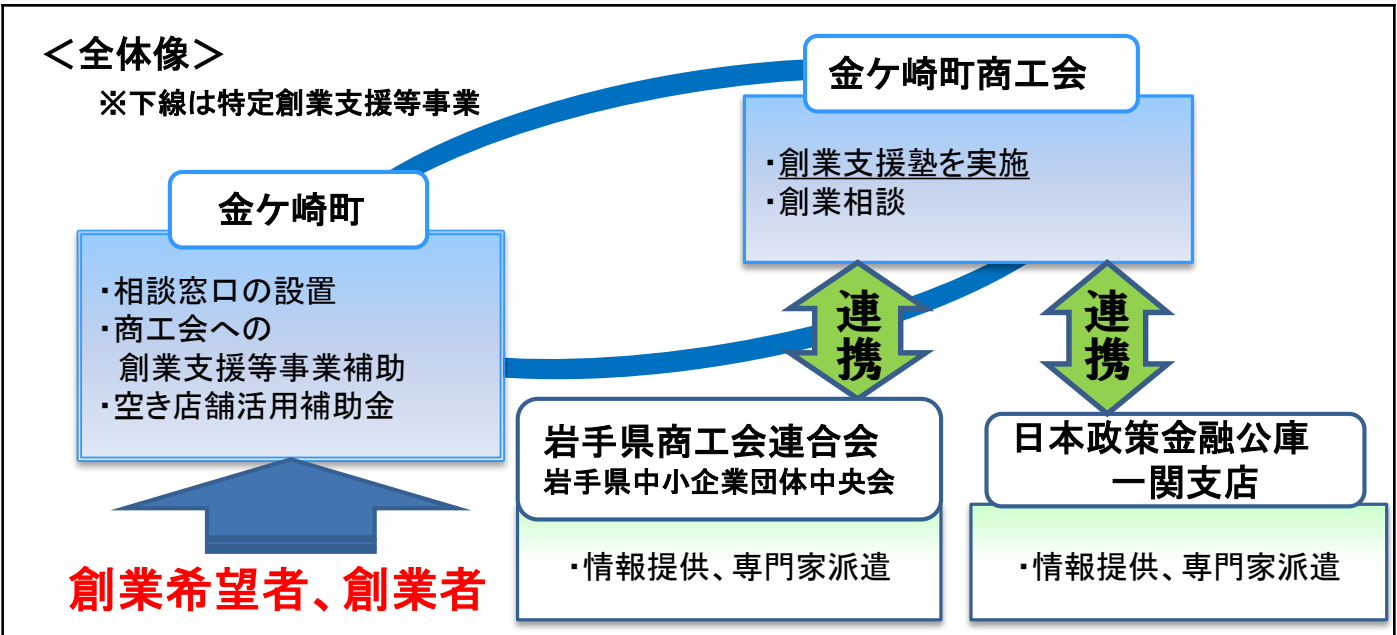 ＜全体像＞
※下線は特定創業支援等事業
金ケ崎町商工会
・創業支援塾を実施
・創業相談
金ケ崎町
・相談窓口の設置
・商工会への
創業支援等事業補助
・空き店舗活用補助金
連携
連携
岩手県商工会連合会
岩手県中小企業団体中央会
・情報提供、専門家派遣
日本政策金融公庫
一関支店
・情報提供、専門家派遣
創業希望者、創業者